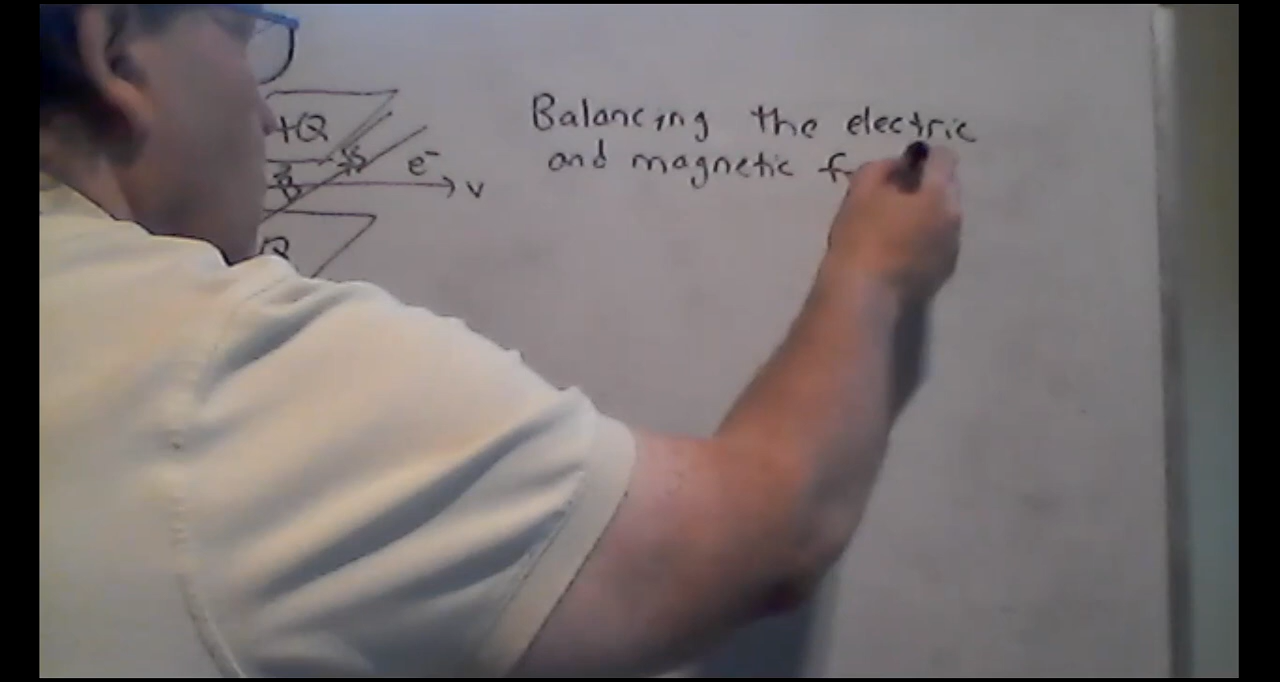 Balancing the electric
and magnetic
+Q
e-
v
B
Q